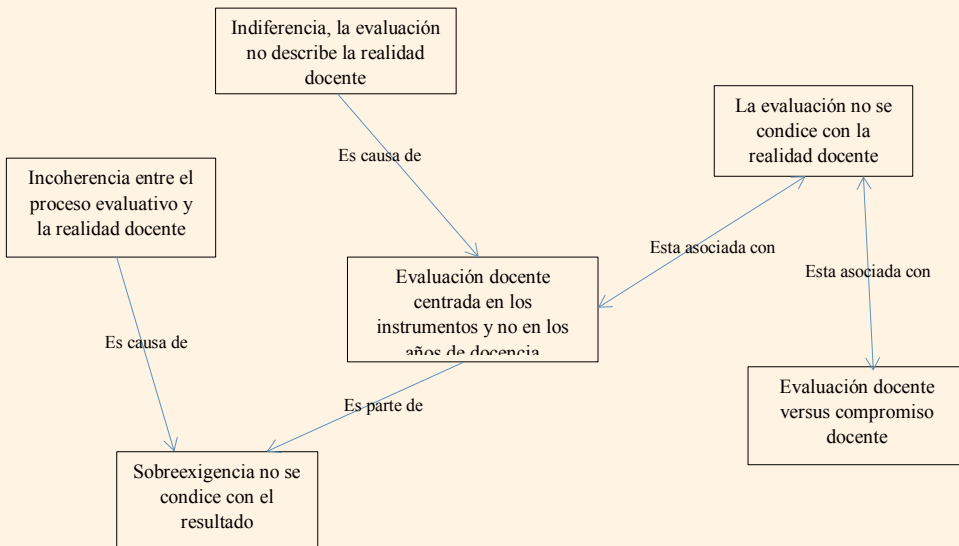 Indiferencia, la evaluación
no describe la realidad
docente
La evaluación no se
condice con la
realidad docente
Es causa de
Incoherencia entre el
proceso evaluativo y
la realidad docente
Esta asociada con
Esta asociada con
Evaluación docente
centrada en los
instrumentos y no en los
años de docencia
Es causa de
Evaluación docente
versus compromiso
docente
Es parte de
Sobreexigencia no se
condice con el
resultado